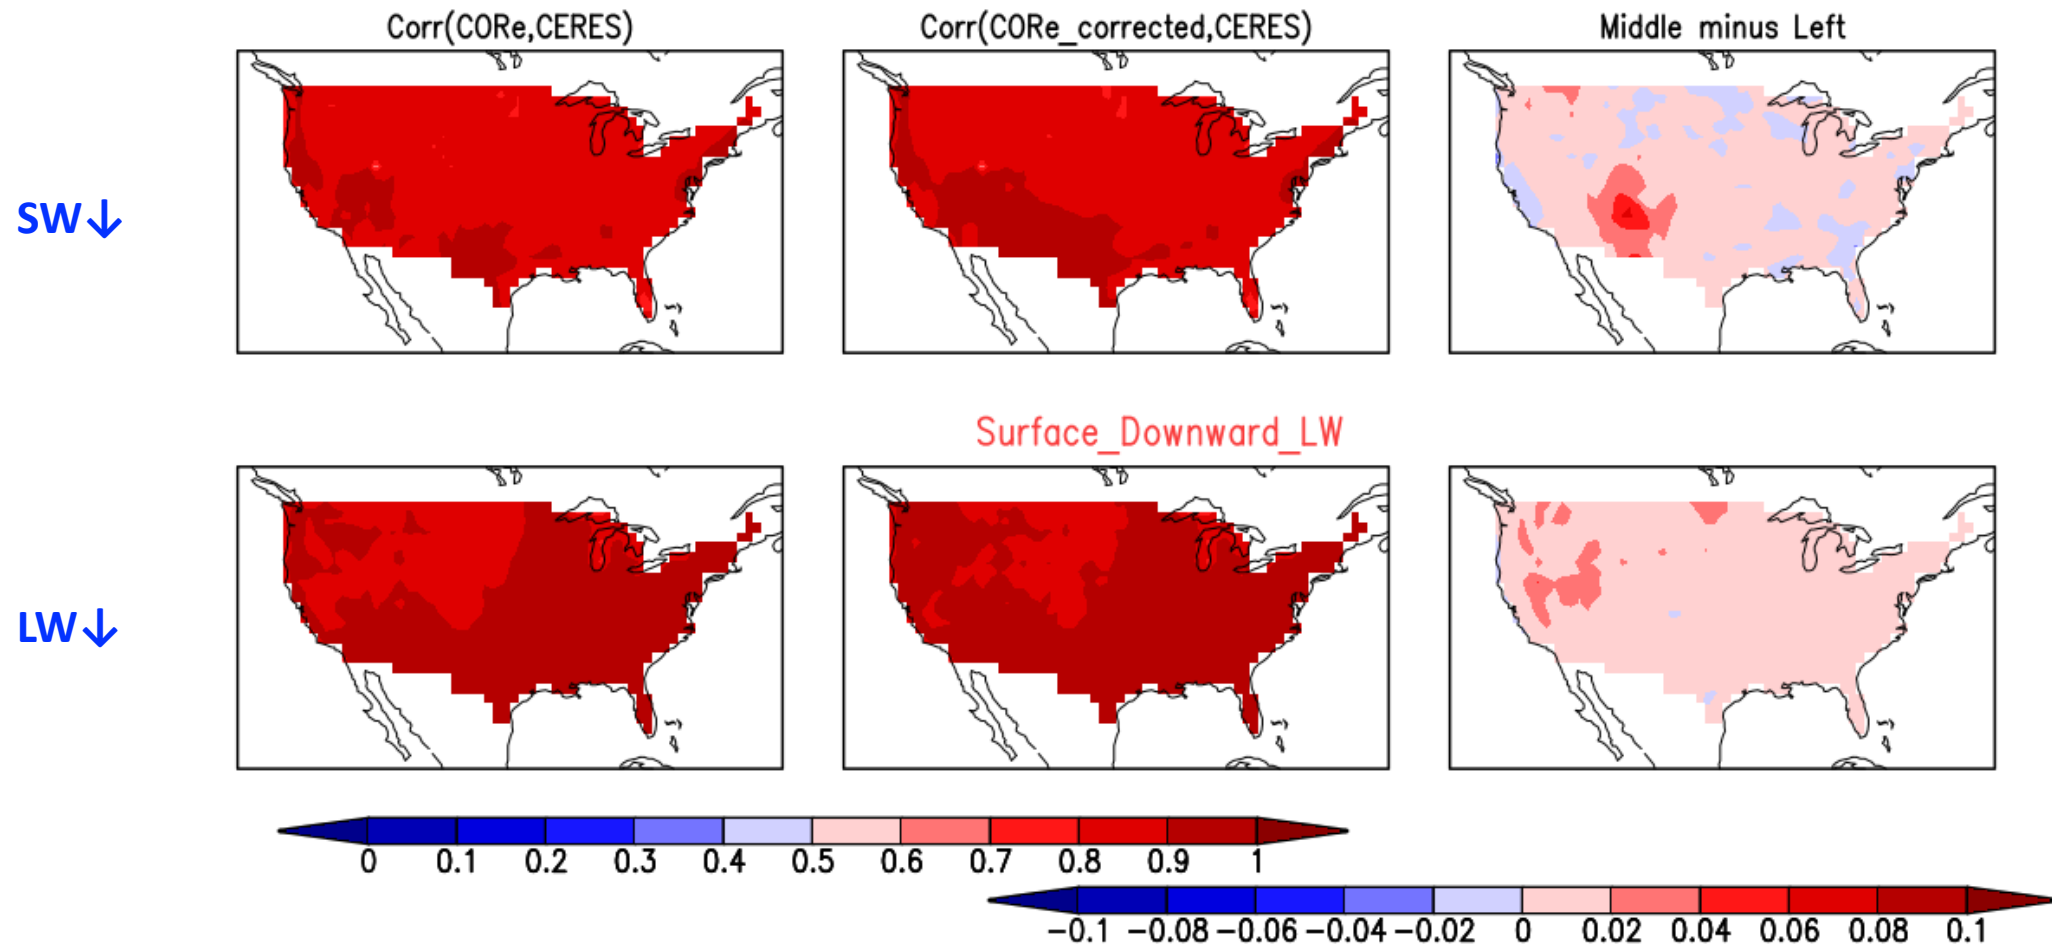 Corr(CORe,CERES)
Corr(CORe_corrected,CERES)
Middle minus Left
SW↓
Surface_Downward_LW
LW↓
0 0.1 0.2 0.3 0.4 0.5 0.6 0.7 0.8 0.9 1
-0.1 -0.08 -0.06 -0.04 -0.02 0 0.02 0.04 0.06 0.08 0.1